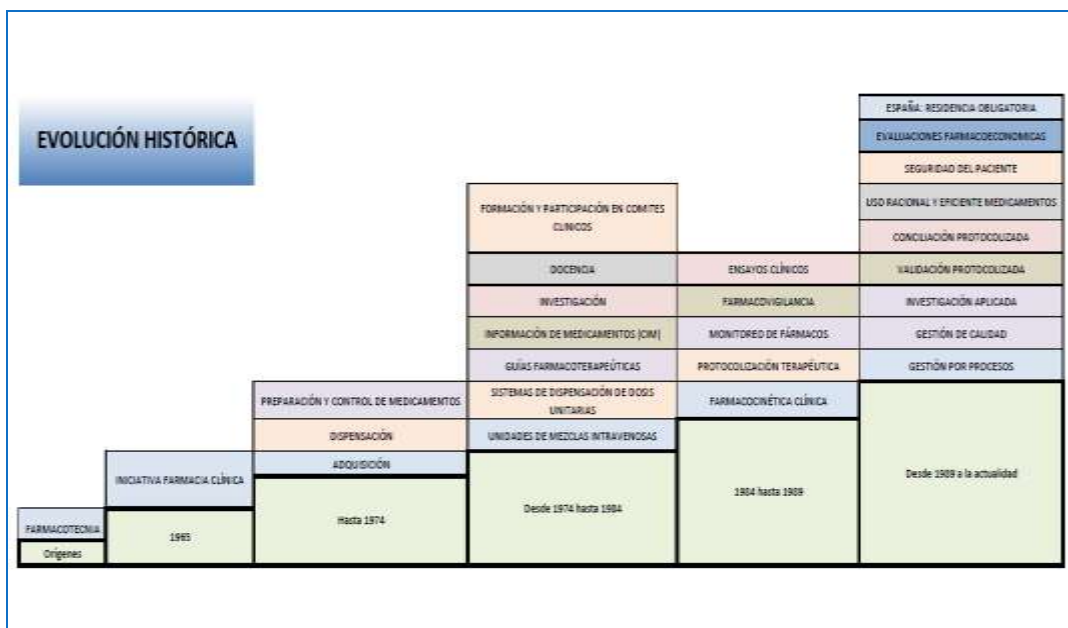 EVOLUCIÓN HISTÓRICA
FARMACOTECNIA
Orígenes
INICIATIVA FARMACIA CLÍNICA
1965
PREPARACIÓN Y CONTROL DE MEDICAMENTOS
DISPENSACIÓN
ADQUISICIÓN
Hasta 1974
FORMACIÓN Y PARTICIPACIÓN EN COMITES
CLINICOS
DOCENCIA
INVESTIGACIÓN
INFORMACIÓN DE MEDICAMENTOS (CIM)
GUÍAS FARMACOTERAPEÚTICAS
SISTEMAS DE DISPENSACIÓN DE DOSIS
UNITARIAS
UNIDADES DE MEZCLAS INTRAVENOSAS
Desde 1974 hasta 1984
ENSAYOS CLÍNICOS
FARMACOVIGILANCIA
MONITOREO DE FÁRMACOS
PROTOCOLIZACIÓN TERAPÉUTICA
FARMACOCINÉTICA CLÍNICA
1984 hasta 1989
ESPAÑA: RESIDENCIA OBLIGATORIA
EVALUACIONES FARMACOECONOMICAS
SEGURIDAD DEL PACIENTE
USO RACIONAL Y EFICIENTE MEDICAMENTOS
CONCILIACIÓN PROTOCOLIZADA
VALIDACIÓN PROTOCOLIZADA
INVESTIGACIÓN APLICADA
GESTIÓN DE CALIDAD
GESTIÓN POR PROCESOS
Desde 1989 a la actualidad